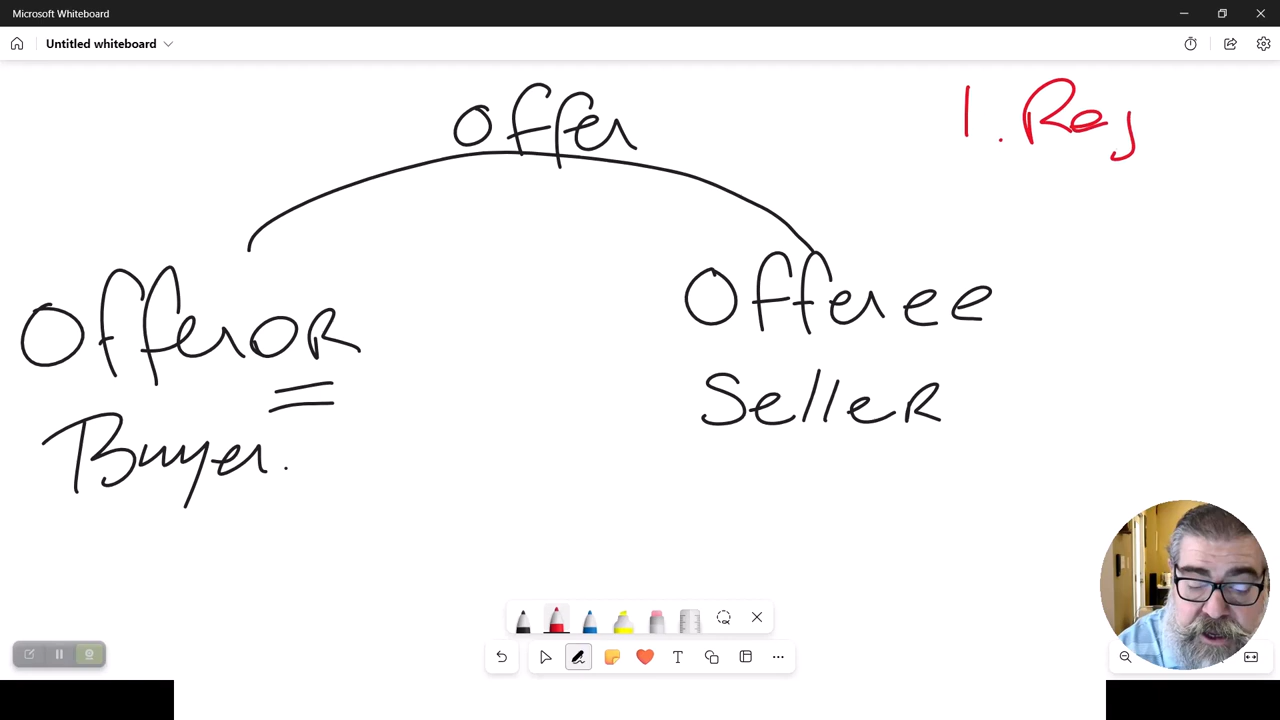 Microsoft Whiteboard
Untitled whiteboard
Offer
1. Rej
OfferOR
Offeree
Seller
Buyer.